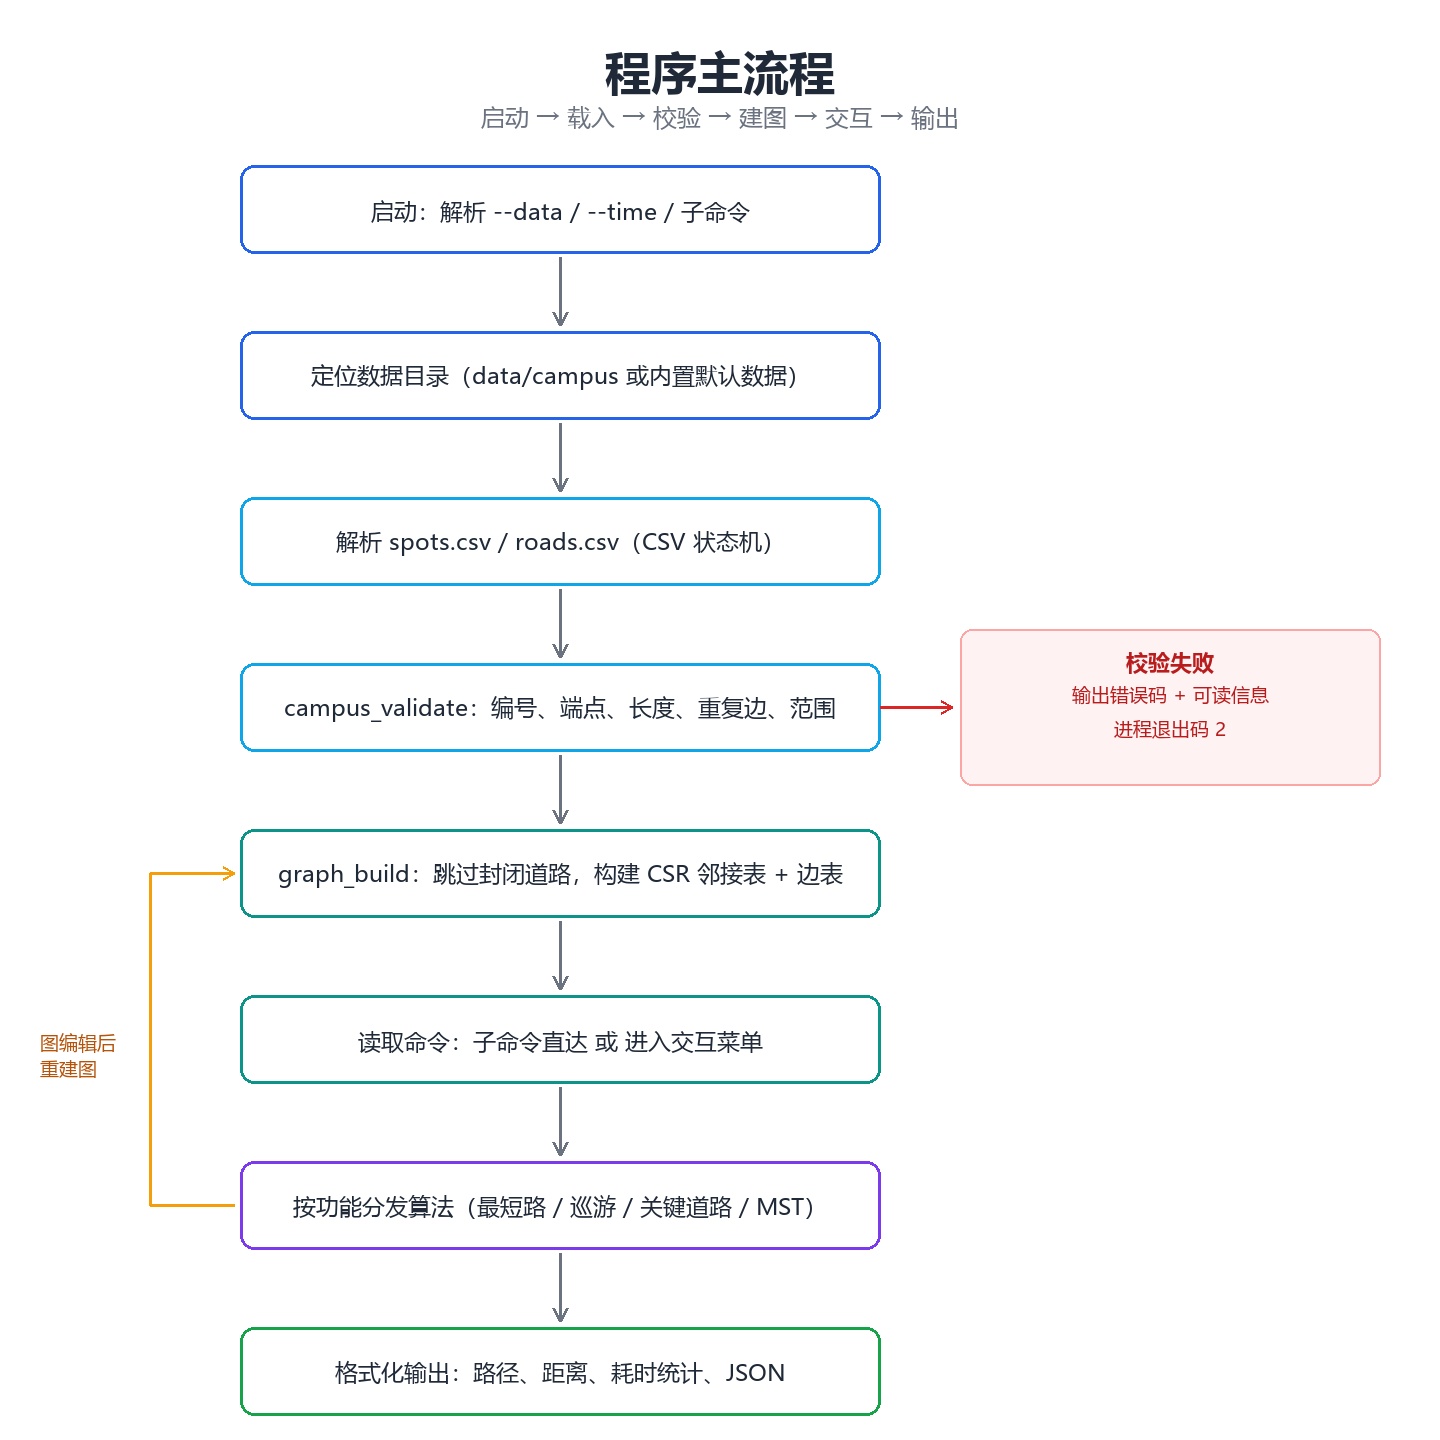 程序主流程
启动 → 载入 → 校验 → 建图 → 交互 → 输出
启动：解析 --data / --time / 子命令
定位数据目录（data/campus 或内置默认数据）
解析 spots.csv / roads.csv（CSV 状态机）
campus_validate：编号、端点、长度、重复边、范围
校验失败
输出错误码 + 可读信息
进程退出码 2
graph_build：跳过封闭道路，构建 CSR 邻接表 + 边表
读取命令：子命令直达 或 进入交互菜单
图编辑后
重建图
按功能分发算法（最短路 / 巡游 / 关键道路 / MST）
格式化输出：路径、距离、耗时统计、JSON